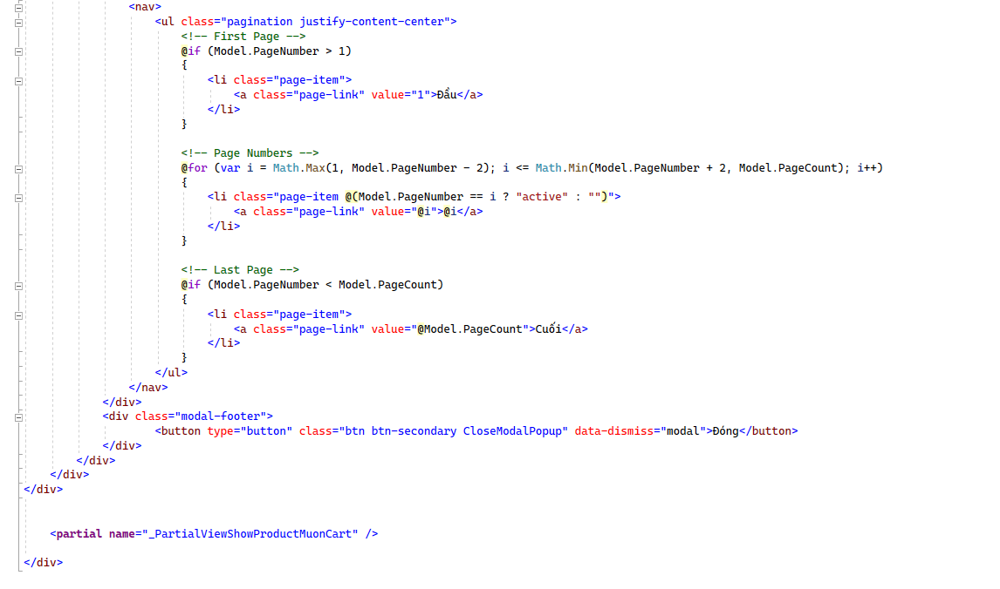 <nav>
<ul class="pagination justify-content-center">
<!-- First Page -->
@if (Model.PageNumber > 1)
{
<li class="page-item">
<a class="page-link" value="1">Đầu</a>
</li>
}
<!-- Page Numbers -->
@for (var i = Math.Max(1, Model.PageNumber - 2); i <= Math.Min(Model.PageNumber + 2, Model.PageCount); i++)
{
<li class="page-item @(Model.PageNumber == i ? "active" : "")">
<a class="page-link" value="@i">@i</a>
</li>
}
<!-- Last Page -->
@if (Model.PageNumber < Model.PageCount)
{
<li class="page-item">
<a class="page-link" value="@Model.PageCount">Cuối</a>
</li>
}
</ul>
</nav>
</div>
<div class="modal-footer">
<button type="button" class="btn btn-secondary CloseModalPopup" data-dismiss="modal">Đóng</button>
</div>
</div>
</div>
</div>
<partial name="_PartialViewShowProductMuonCart" />
</div>